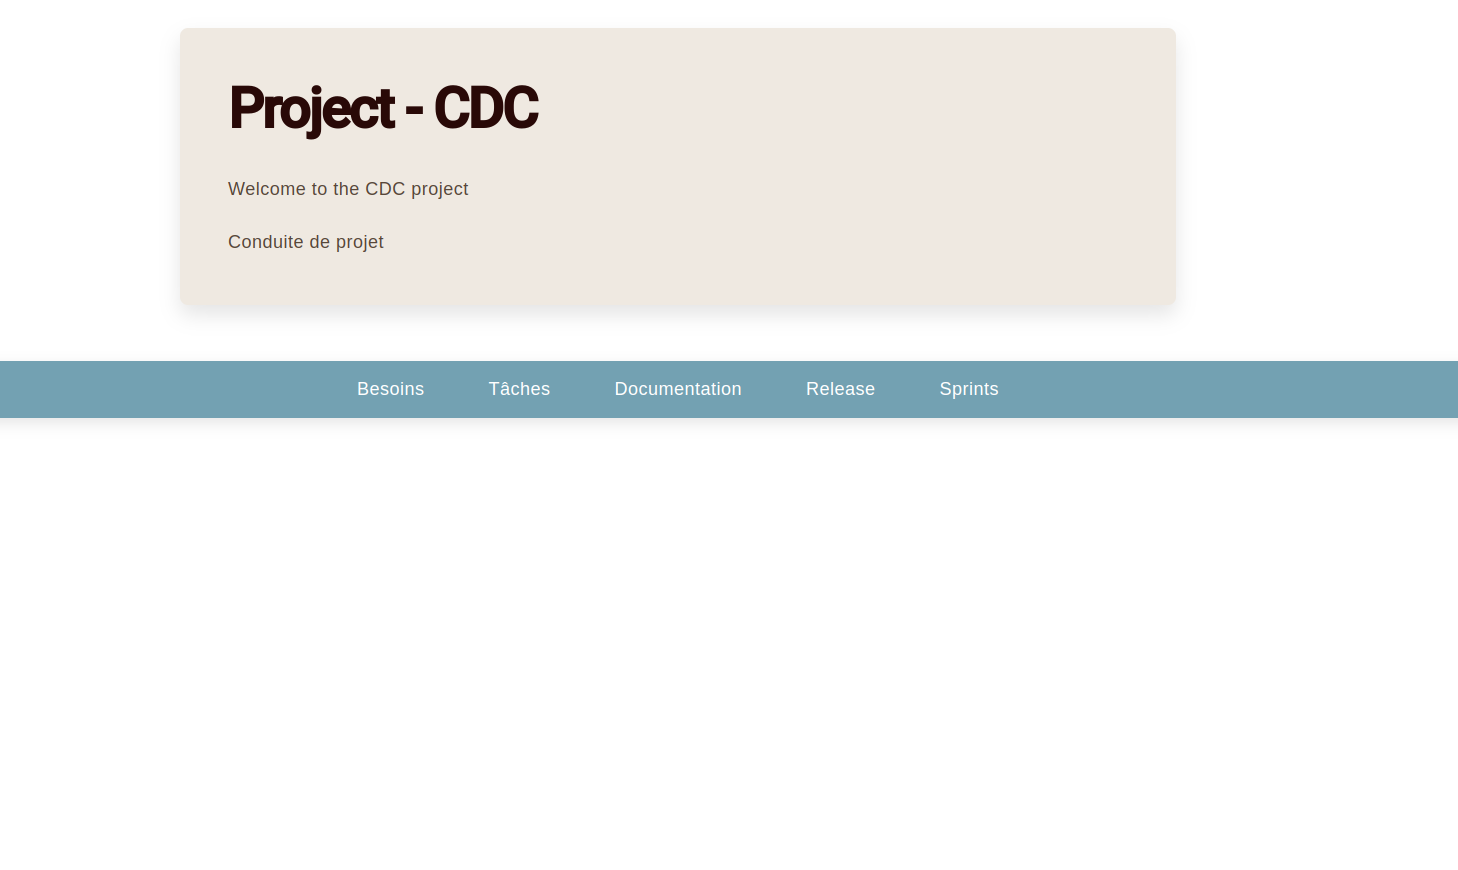 Project - CDC
Welcome to the CDC project
Conduite de projet
Besoins Tâches Documentation Release Sprints